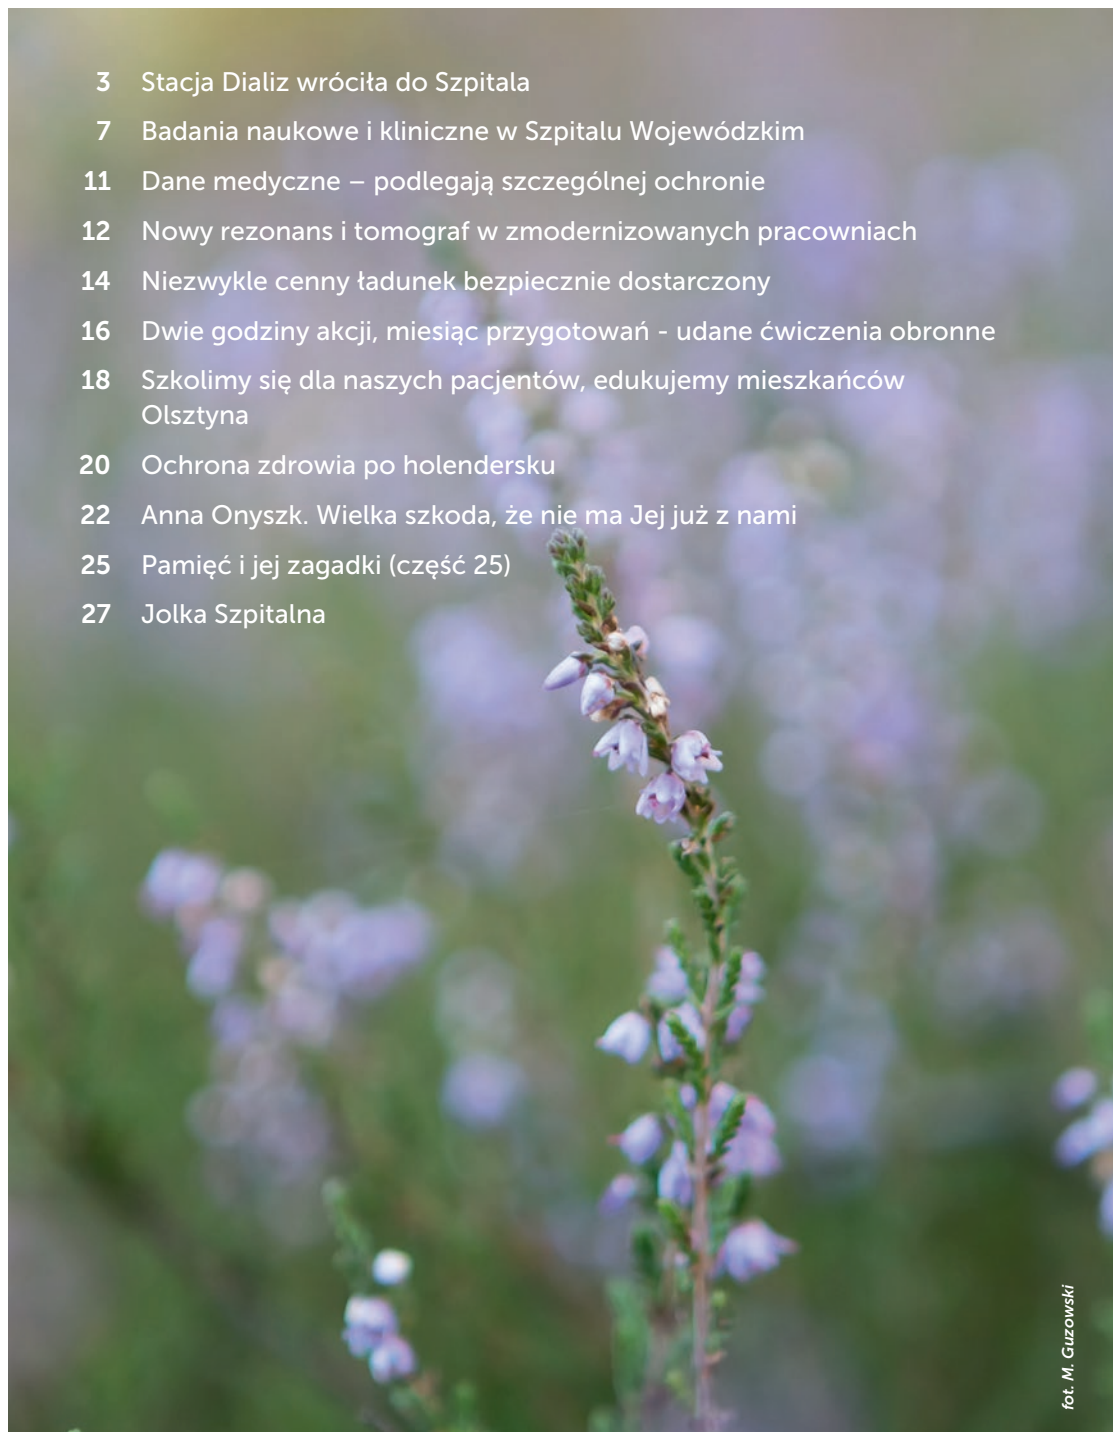 3 Stacja Dializ wróciła do Szpitala
7 Badania naukowe i kliniczne w Szpitalu Wojewódzkim
11 Dane medyczne – podlegają szczególnej ochronie
12 Nowy rezonans i tomograf w zmodernizowanych pracowniach
14 Niezwykle cenny ładunek bezpiecznie dostarczony
16 Dwie godziny akcji, miesiąc przygotowań - udane ćwiczenia obronne
18 Szkolimy się dla naszych pacjentów, edukujemy mieszkańców
Olsztyna
20 Ochrona zdrowia po holendersku
22 Anna Onyszk. Wielka szkoda, że nie ma Jej już z nami
25 Pamięć i jej zagadki (część 25)
27 Jolka Szpitalna
fot. M. Guzowski